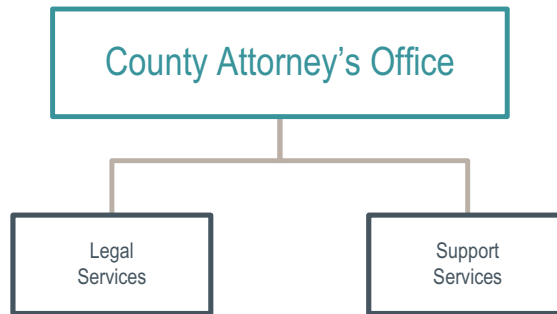 County Attorney’s Office
Legal
Services
Support
Services